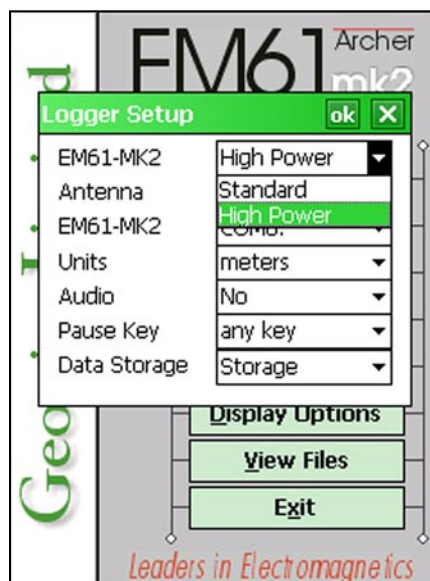 EM61 Archer
mk2
Logger Setup ok X
EM61-MK2 High Power
Antenna Standard
High Power
EM61-MK2
Units meters
Audio No
Pause Key any key
Data Storage Storage
Display Options
View Files
Exit
Geo
Leaders in Electromagnetics